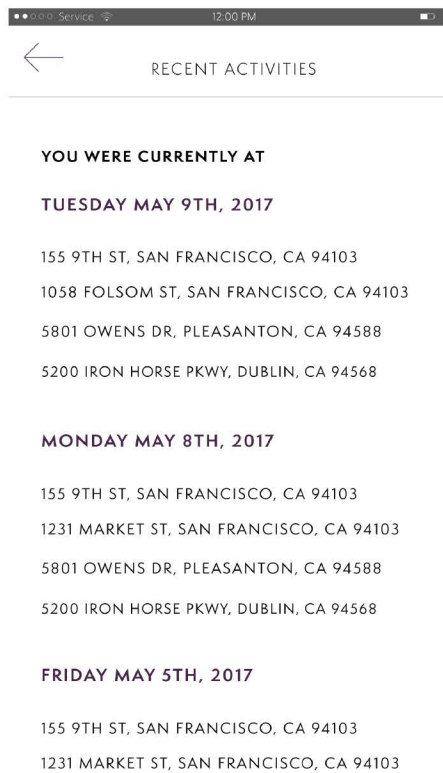 Service 12:00 PM
RECENT ACTIVITIES
YOU WERE CURRENTLY AT
TUESDAY MAY 9TH, 2017
155 9TH ST, SAN FRANCISCO, CA 94103
1058 FOLSOM ST, SAN FRANCISCO, CA 94103
5801 OWENS DR, PLEASANTON, CA 94588
5200 IRON HORSE PKWY, DUBLIN, CA 94568
MONDAY MAY 8TH, 2017
155 9TH ST, SAN FRANCISCO, CA 94103
1231 MARKET ST, SAN FRANCISCO, CA 94103
5801 OWENS DR, PLEASANTON, CA 94588
5200 IRON HORSE PKWY, DUBLIN, CA 94568
FRIDAY MAY 5TH, 2017
155 9TH ST, SAN FRANCISCO, CA 94103
1231 MARKET ST, SAN FRANCISCO, CA 94103